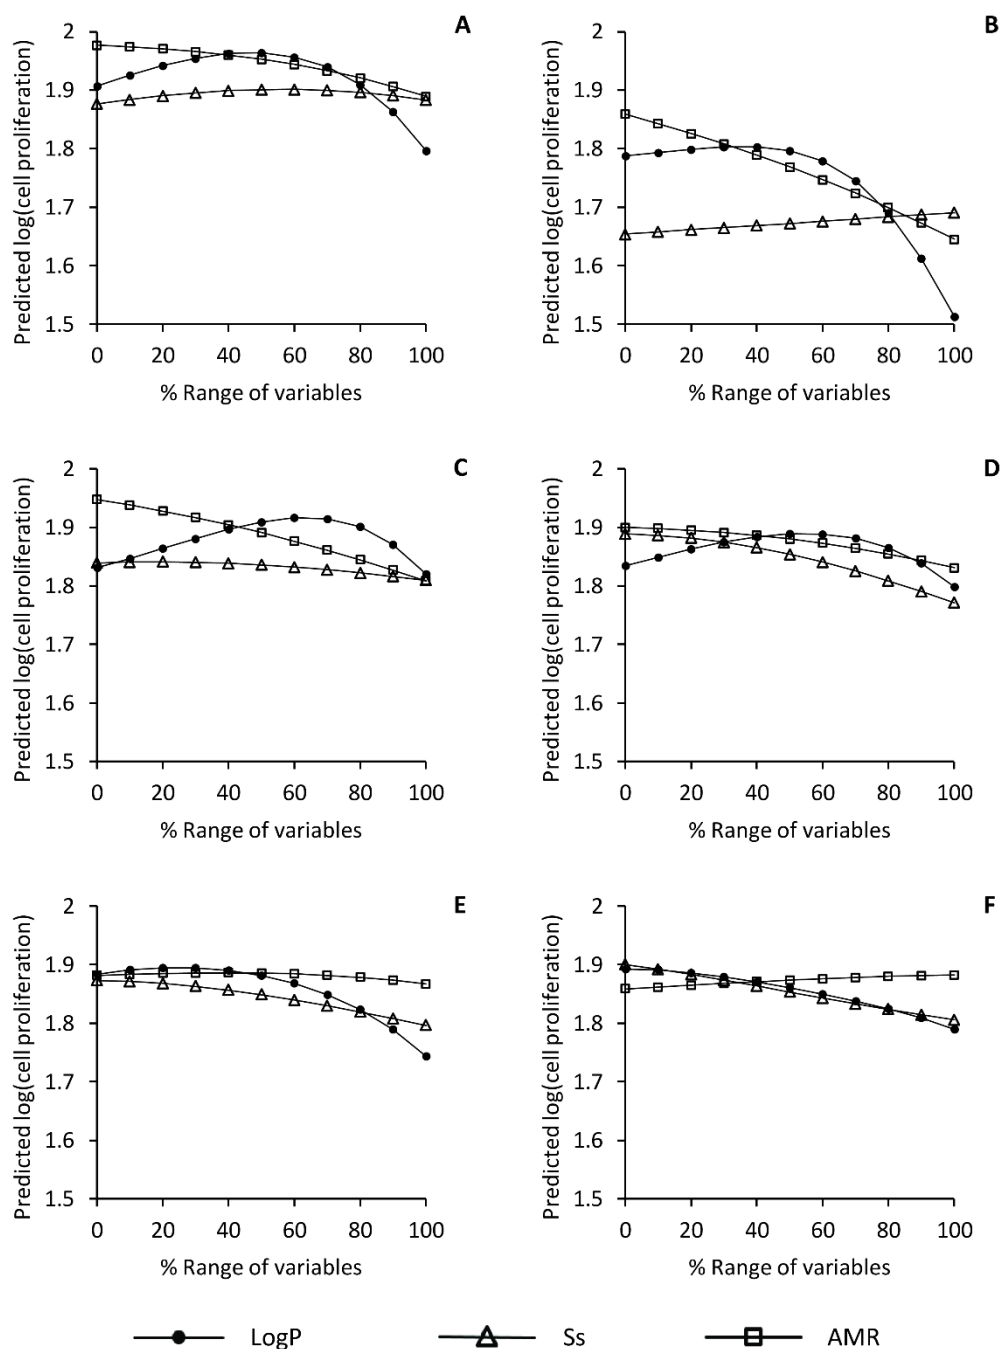 A
Predicted log(cell proliferation)
2
1.9
1.8
1.7
1.6
1.5
0 20 40 60 80 100
% Range of variables
B
Predicted log(cell proliferation)
2
1.9
1.8
1.7
1.6
1.5
0 20 40 60 80 100
% Range of variables
C
Predicted log(cell proliferation)
2
1.9
1.8
1.7
1.6
1.5
0 20 40 60 80 100
% Range of variables
D
Predicted log(cell proliferation)
2
1.9
1.8
1.7
1.6
1.5
0 20 40 60 80 100
% Range of variables
E
Predicted log(cell proliferation)
2
1.9
1.8
1.7
1.6
1.5
0 20 40 60 80 100
% Range of variables
F
Predicted log(cell proliferation)
2
1.9
1.8
1.7
1.6
1.5
0 20 40 60 80 100
% Range of variables
LogP Ss AMR